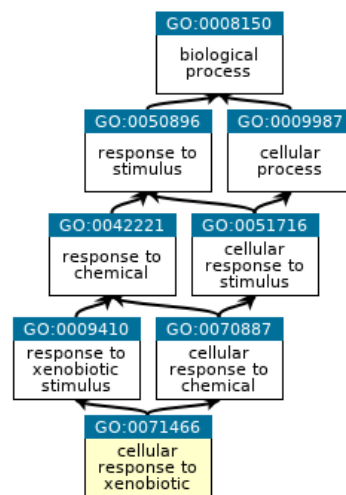 GO:0008150
biological
process
GO:0050896
response to
stimulus
GO:0009987
cellular
process
GO:0042221
response to
chemical
GO:0051716
cellular
response to
stimulus
GO:0009410
response to
xenobiotic
stimulus
GO:0070887
cellular
response to
chemical
GO:0071466
cellular
response to
xenobiotic